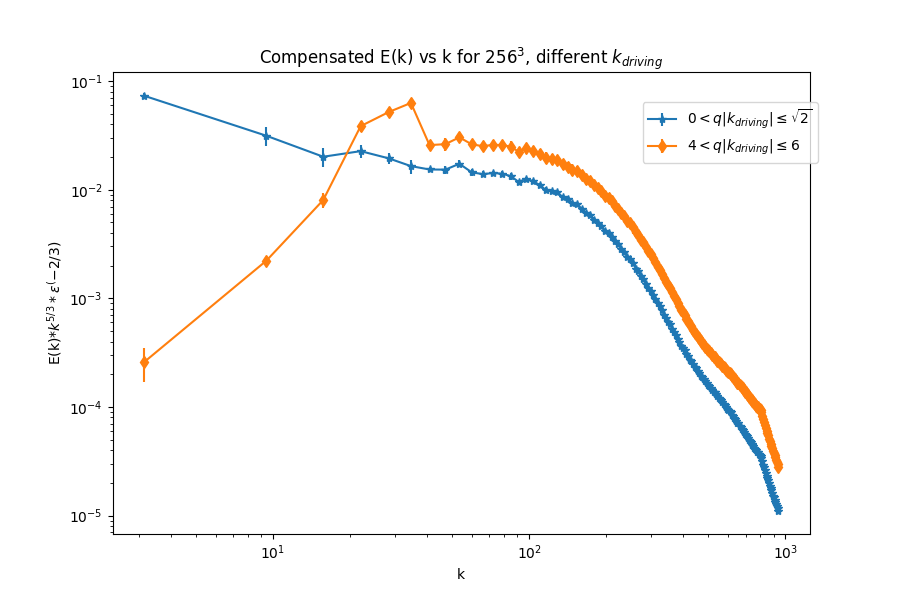 Compensated E(k) vs k for 256³, different k_driving
0 < q|k_driving| ≤ √2
4 < q|k_driving| ≤ 6
E(k)*k^5/3 * ε^(−2/3)
10⁻¹
10⁻²
10⁻³
10⁻⁴
10⁻⁵
10¹ 10² 10³
k